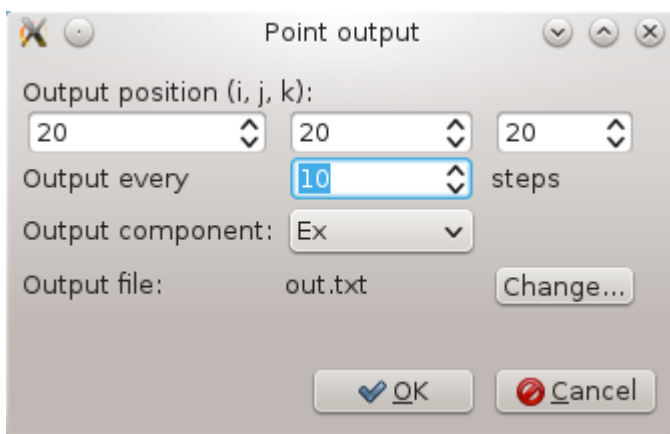 Point output
Output position (i, j, k):
20 20 20
Output every 10 steps
Output component: Ex
Output file: out.txt Change...
OK Cancel